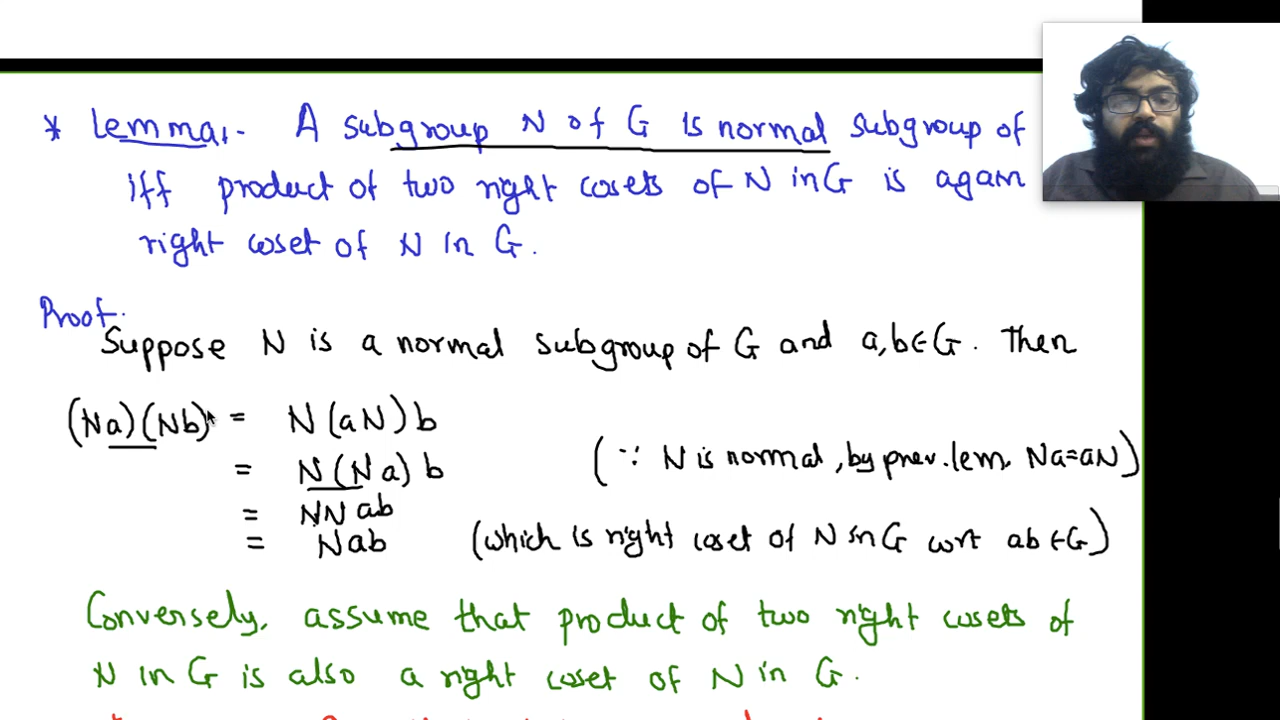 * Lemma:- A subgroup N of G is normal subgroup of
iff product of two right cosets of N in G is again
right coset of N in G.
Proof:
Suppose N is a normal subgroup of G and a,b∈G. Then
(Na)(Nb) = N(aN)b
= N(Na)b (∵ N is normal, by prev. lem. Na=aN)
= NNab
= Nab (which is right coset of N in G wrt ab∈G)
Conversely, assume that product of two right cosets of
N in G is also a right coset of N in G.